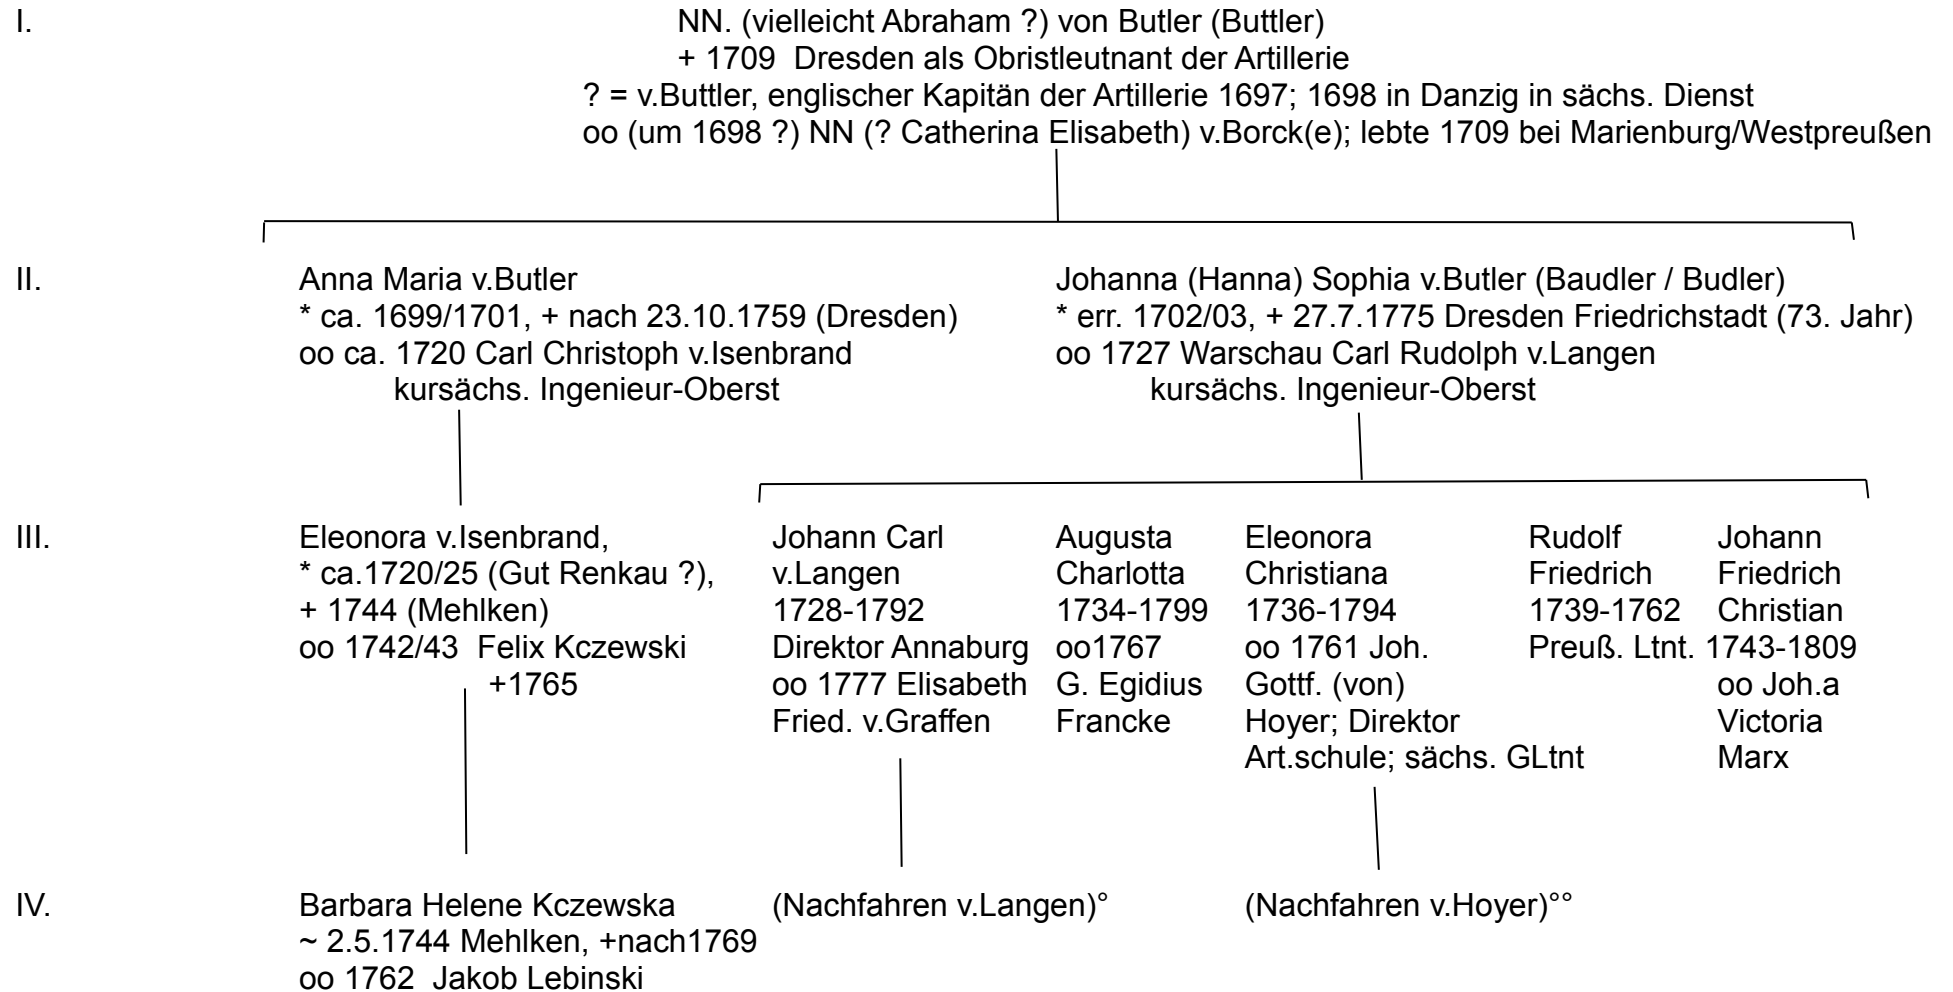 I.
NN. (vielleicht Abraham ?) von Butler (Buttler)
+ 1709  Dresden als Obristleutnant der Artillerie
? = v.Buttler, englischer Kapitän der Artillerie 1697; 1698 in Danzig in sächs. Dienst
oo (um 1698 ?) NN (? Catherina Elisabeth) v.Borck(e); lebte 1709 bei Marienburg/Westpreußen
II.
Anna Maria v.Butler
* ca. 1699/1701, + nach 23.10.1759 (Dresden)
oo ca. 1720 Carl Christoph v.Isenbrand
kursächs. Ingenieur-Oberst
Johanna (Hanna) Sophia v.Butler (Baudler / Budler)
* err. 1702/03, + 27.7.1775 Dresden Friedrichstadt (73. Jahr)
oo 1727 Warschau Carl Rudolph v.Langen
kursächs. Ingenieur-Oberst
III.
Eleonora v.Isenbrand,
* ca.1720/25 (Gut Renkau ?),
+ 1744 (Mehlken)
oo 1742/43  Felix Kczewski
+1765
Johann Carl
v.Langen
1728-1792
Direktor Annaburg
oo 1777 Elisabeth
Fried. v.Graffen
Augusta
Charlotta
1734-1799
oo1767
G. Egidius
Francke
Eleonora
Christiana
1736-1794
oo 1761 Joh.
Gottf. (von)
Hoyer; Direktor
Art.schule; sächs. GLtnt
Rudolf
Friedrich
1739-1762
Preuß. Ltnt.
Johann
Friedrich
Christian
1743-1809
oo Joh.a
Victoria
Marx
IV.
Barbara Helene Kczewska
~ 2.5.1744 Mehlken, +nach1769
oo 1762  Jakob Lebinski
(Nachfahren v.Langen)°
(Nachfahren v.Hoyer)°°